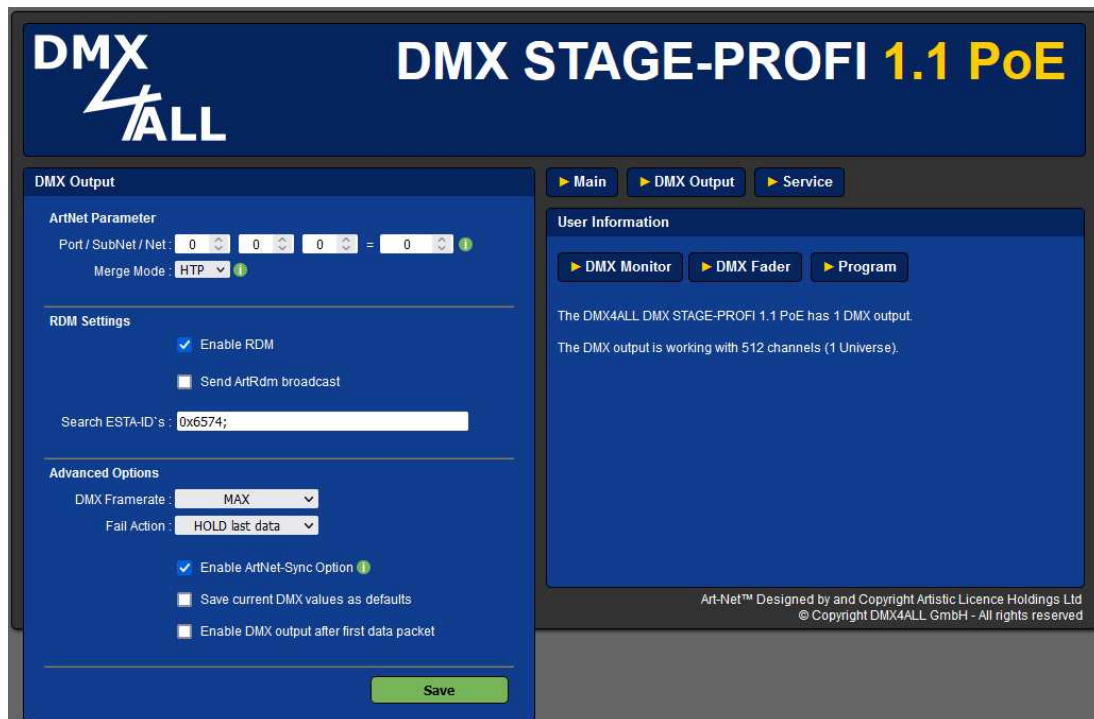 DMX
4ALL
DMX STAGE-PROFI 1.1 PoE
DMX Output
ArtNet Parameter
Port / SubNet / Net : 0 0 0 = 0 i
Merge Mode : HTP i
RDM Settings
Enable RDM
Send ArtRdm broadcast
Search ESTA-ID`s : 0x6574;
Advanced Options
DMX Framerate : MAX
Fail Action : HOLD last data
Enable ArtNet-Sync Option i
Save current DMX values as defaults
Enable DMX output after first data packet
Save
Main DMX Output Service
User Information
DMX Monitor DMX Fader Program
The DMX4ALL DMX STAGE-PROFI 1.1 PoE has 1 DMX output.
The DMX output is working with 512 channels (1 Universe).
Art-Net™ Designed by and Copyright Artistic Licence Holdings Ltd
© Copyright DMX4ALL GmbH - All rights reserved